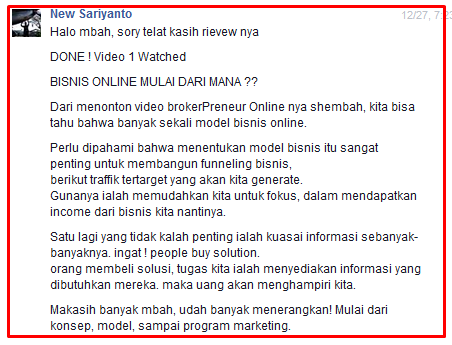 New Sariyanto
12/27, 7:2
Halo mbah, sory telat kasih rievew nya
DONE ! Video 1 Watched
BISNIS ONLINE MULAI DARI MANA ??
Dari menonton video brokerPreneur Online nya shembah, kita bisa
tahu bahwa banyak sekali model bisnis online.
Perlu dipahami bahwa menentukan model bisnis itu sangat
penting untuk membangun funneling bisnis,
berikut traffik tertarget yang akan kita generate.
Gunanya ialah memudahkan kita untuk fokus, dalam mendapatkan
income dari bisnis kita nantinya.
Satu lagi yang tidak kalah penting ialah kuasai informasi sebanyak-
banyaknya. ingat ! people buy solution.
orang membeli solusi, tugas kita ialah menyediakan informasi yang
dibutuhkan mereka. maka uang akan menghampiri kita.
Makasih banyak mbah, udah banyak menerangkan! Mulai dari
konsep, model, sampai program marketing.